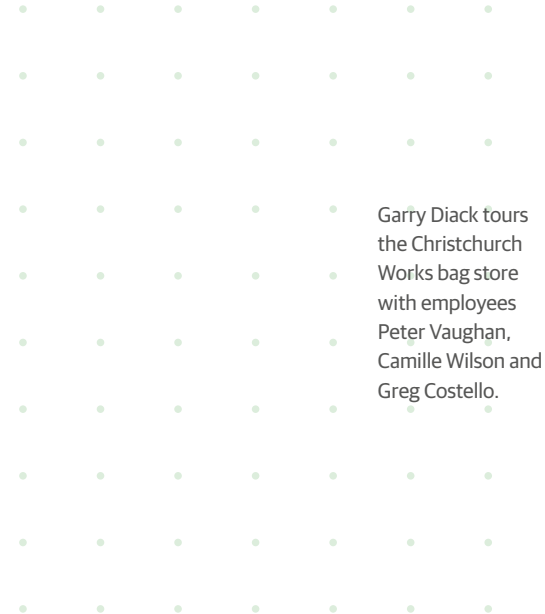 Garry Diack tours
the Christchurch
Works bag store
with employees
Peter Vaughan,
Camille Wilson and
Greg Costello.